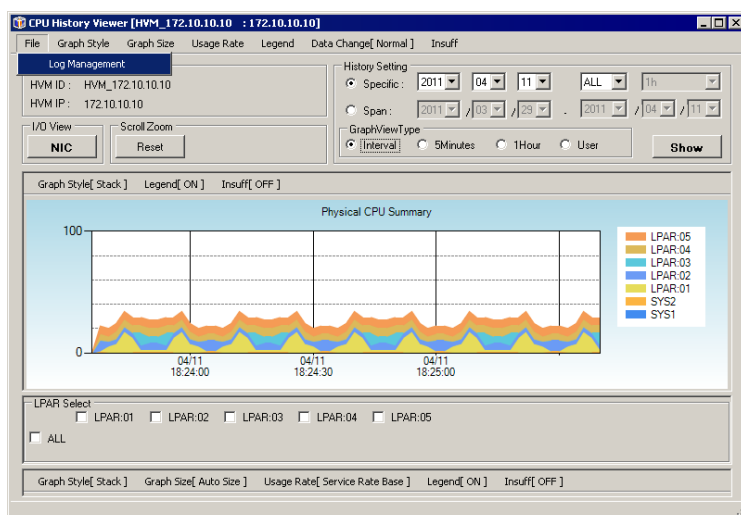 CPU History Viewer [HVM_172.10.10.10 : 172.10.10.10]
File Graph Style Graph Size Usage Rate Legend Data Change[ Normal ] Insuff
Log Management
HVM ID : HVM_172.10.10.10
HVM IP : 172.10.10.10
History Setting
Specific : 2011 04 11 ALL 1h
Span : 2011 / 03 / 29 . 2011 / 04 / 11
I/O View
NIC
Scroll Zoom
Reset
GraphViewType
Interval 5Minutes 1Hour User
Show
Graph Style[ Stack ] Legend[ ON ] Insuff[ OFF ]
Physical CPU Summary
100
0
04/11
18:24:00
04/11
18:24:30
04/11
18:25:00
LPAR:05
LPAR:04
LPAR:03
LPAR:02
LPAR:01
SYS2
SYS1
LPAR Select
LPAR:01 LPAR:02 LPAR:03 LPAR:04 LPAR:05
ALL
Graph Style[ Stack ] Graph Size[ Auto Size ] Usage Rate[ Service Rate Base ] Legend[ ON ] Insuff[ OFF ]